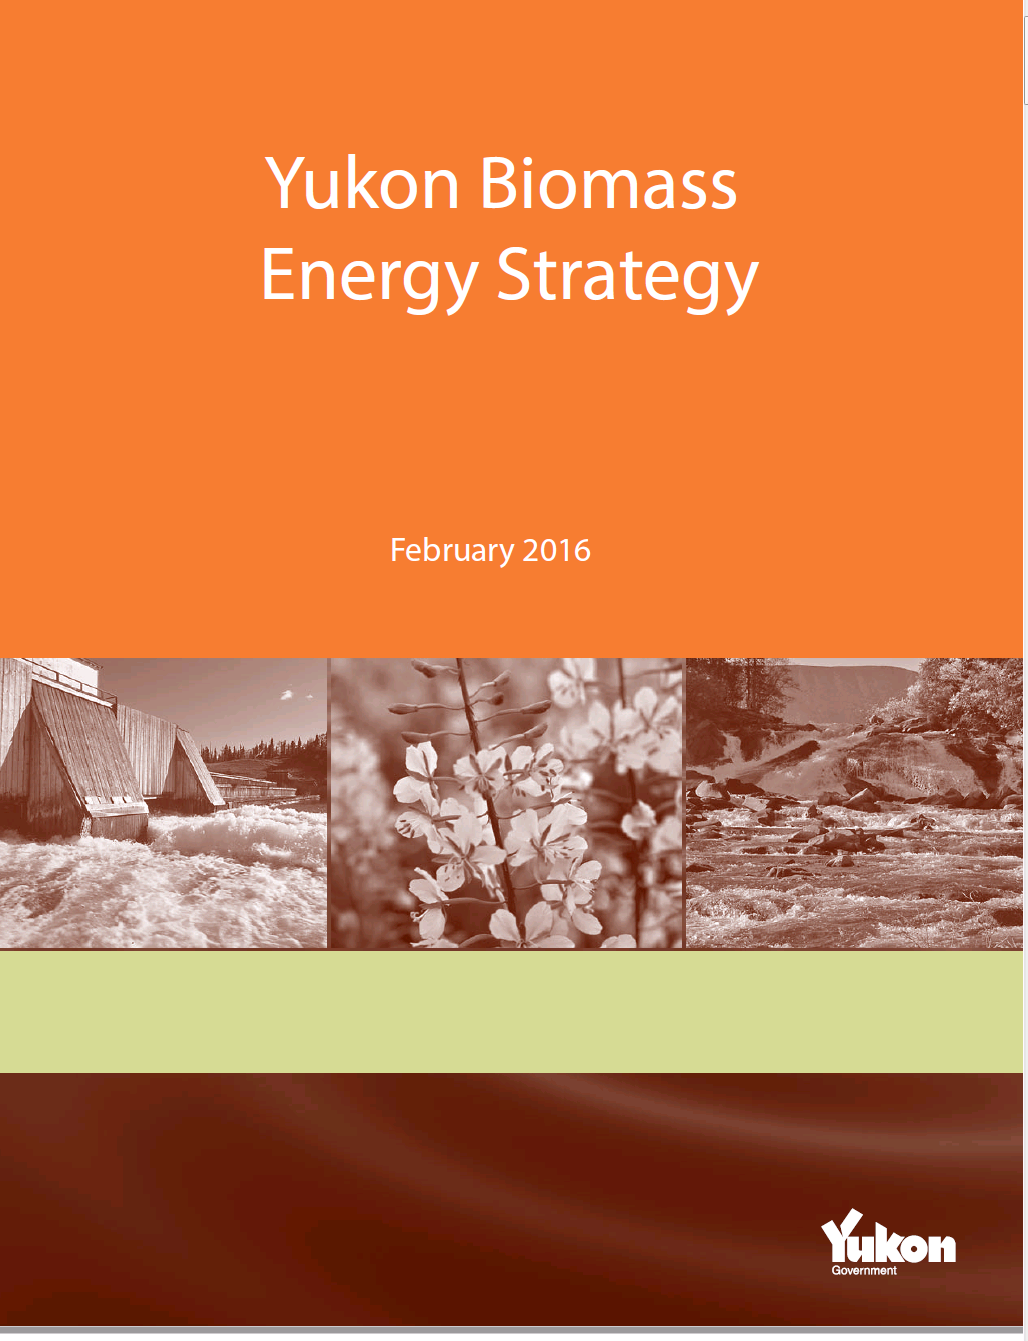 Yukon Biomass
Energy Strategy
February 2016
Yukon
Government